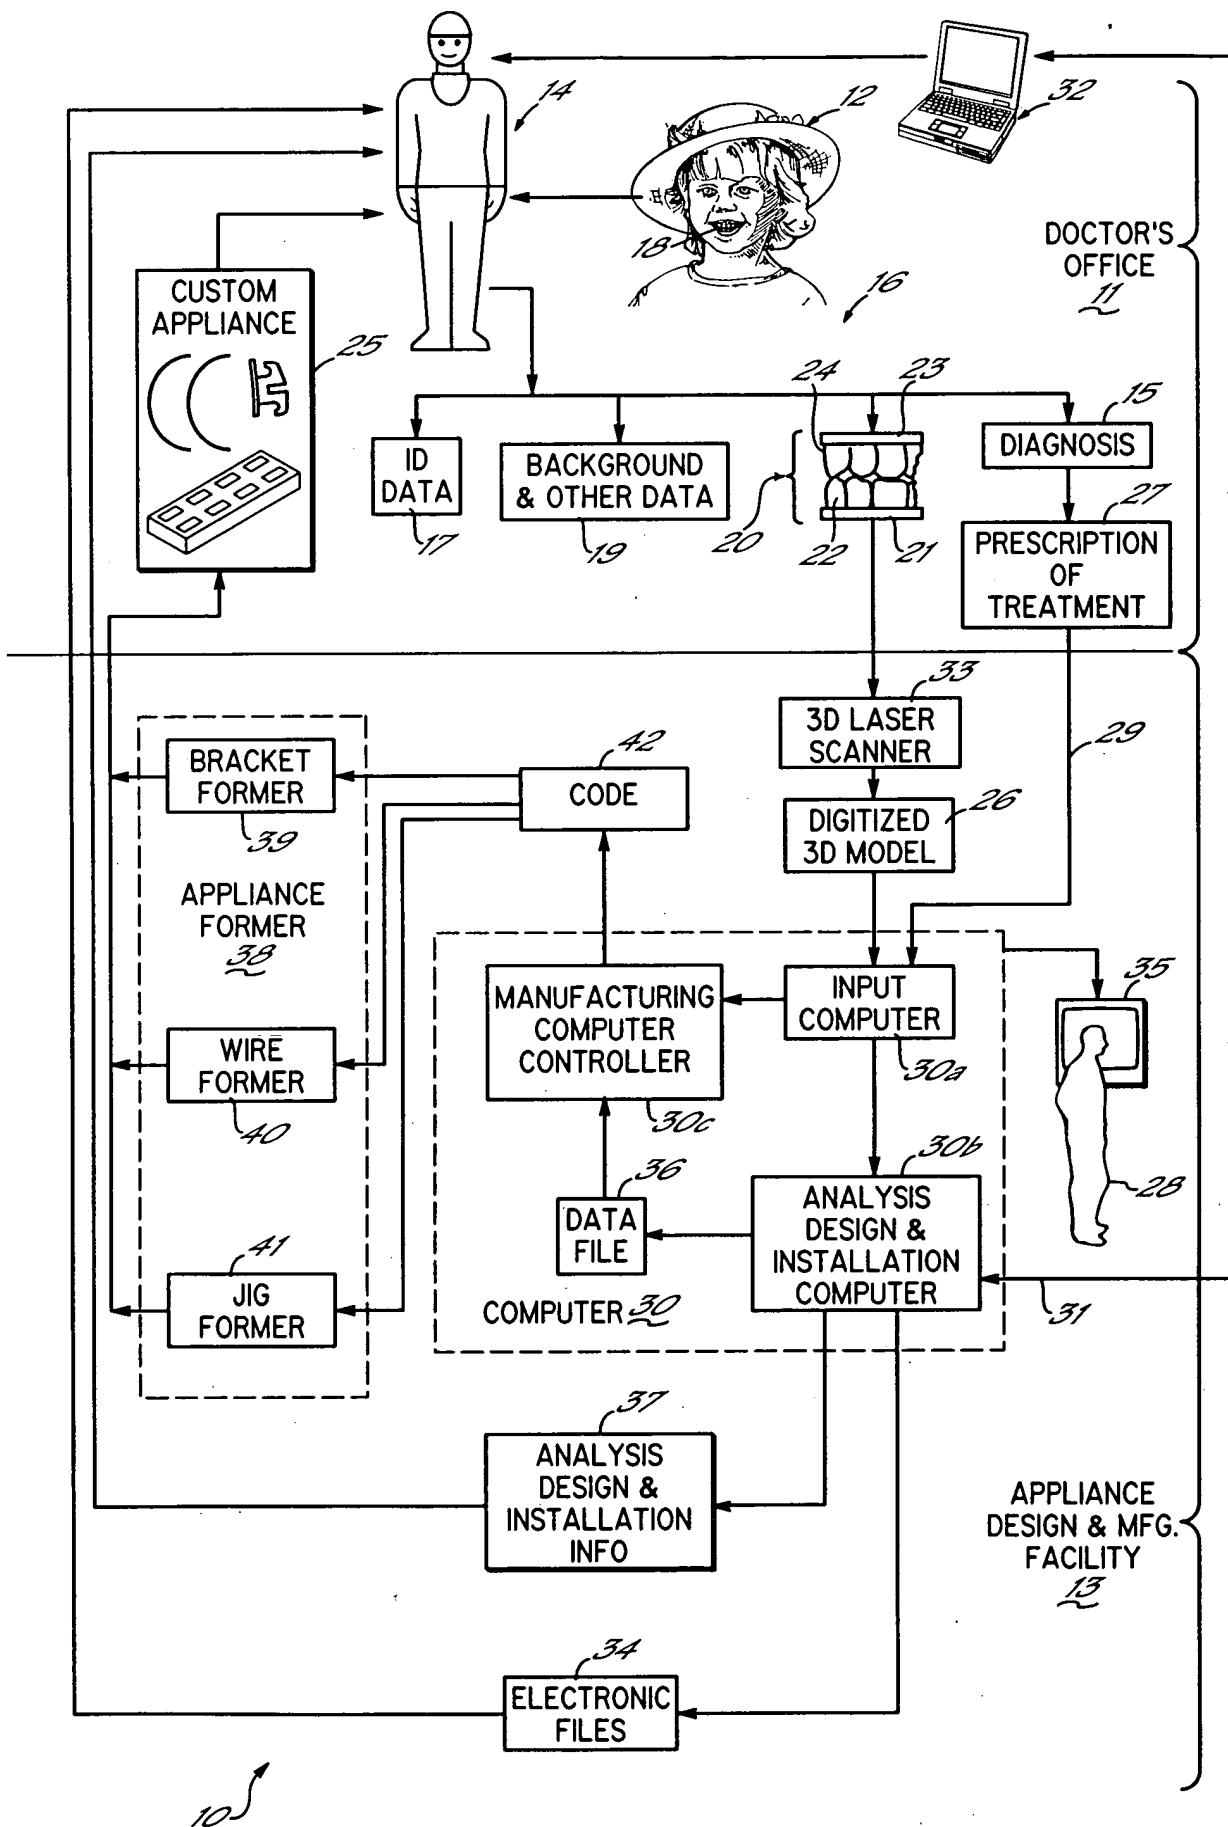 14
12
32
18
DOCTOR'S
OFFICE
11
16
CUSTOM
APPLIANCE
25
24
23
15
ID
DATA
17
BACKGROUND
& OTHER DATA
19
20
22
21
DIAGNOSIS
27
PRESCRIPTION
OF
TREATMENT
33
3D LASER
SCANNER
29
42
CODE
26
DIGITIZED
3D MODEL
BRACKET
FORMER
39
APPLIANCE
FORMER
38
MANUFACTURING
COMPUTER
CONTROLLER
30c
INPUT
COMPUTER
30a
35
WIRE
FORMER
40
36
DATA
FILE
30b
ANALYSIS
DESIGN &
INSTALLATION
COMPUTER
28
41
JIG
FORMER
COMPUTER 30
31
37
ANALYSIS
DESIGN &
INSTALLATION
INFO
APPLIANCE
DESIGN & MFG.
FACILITY
13
34
ELECTRONIC
FILES
10